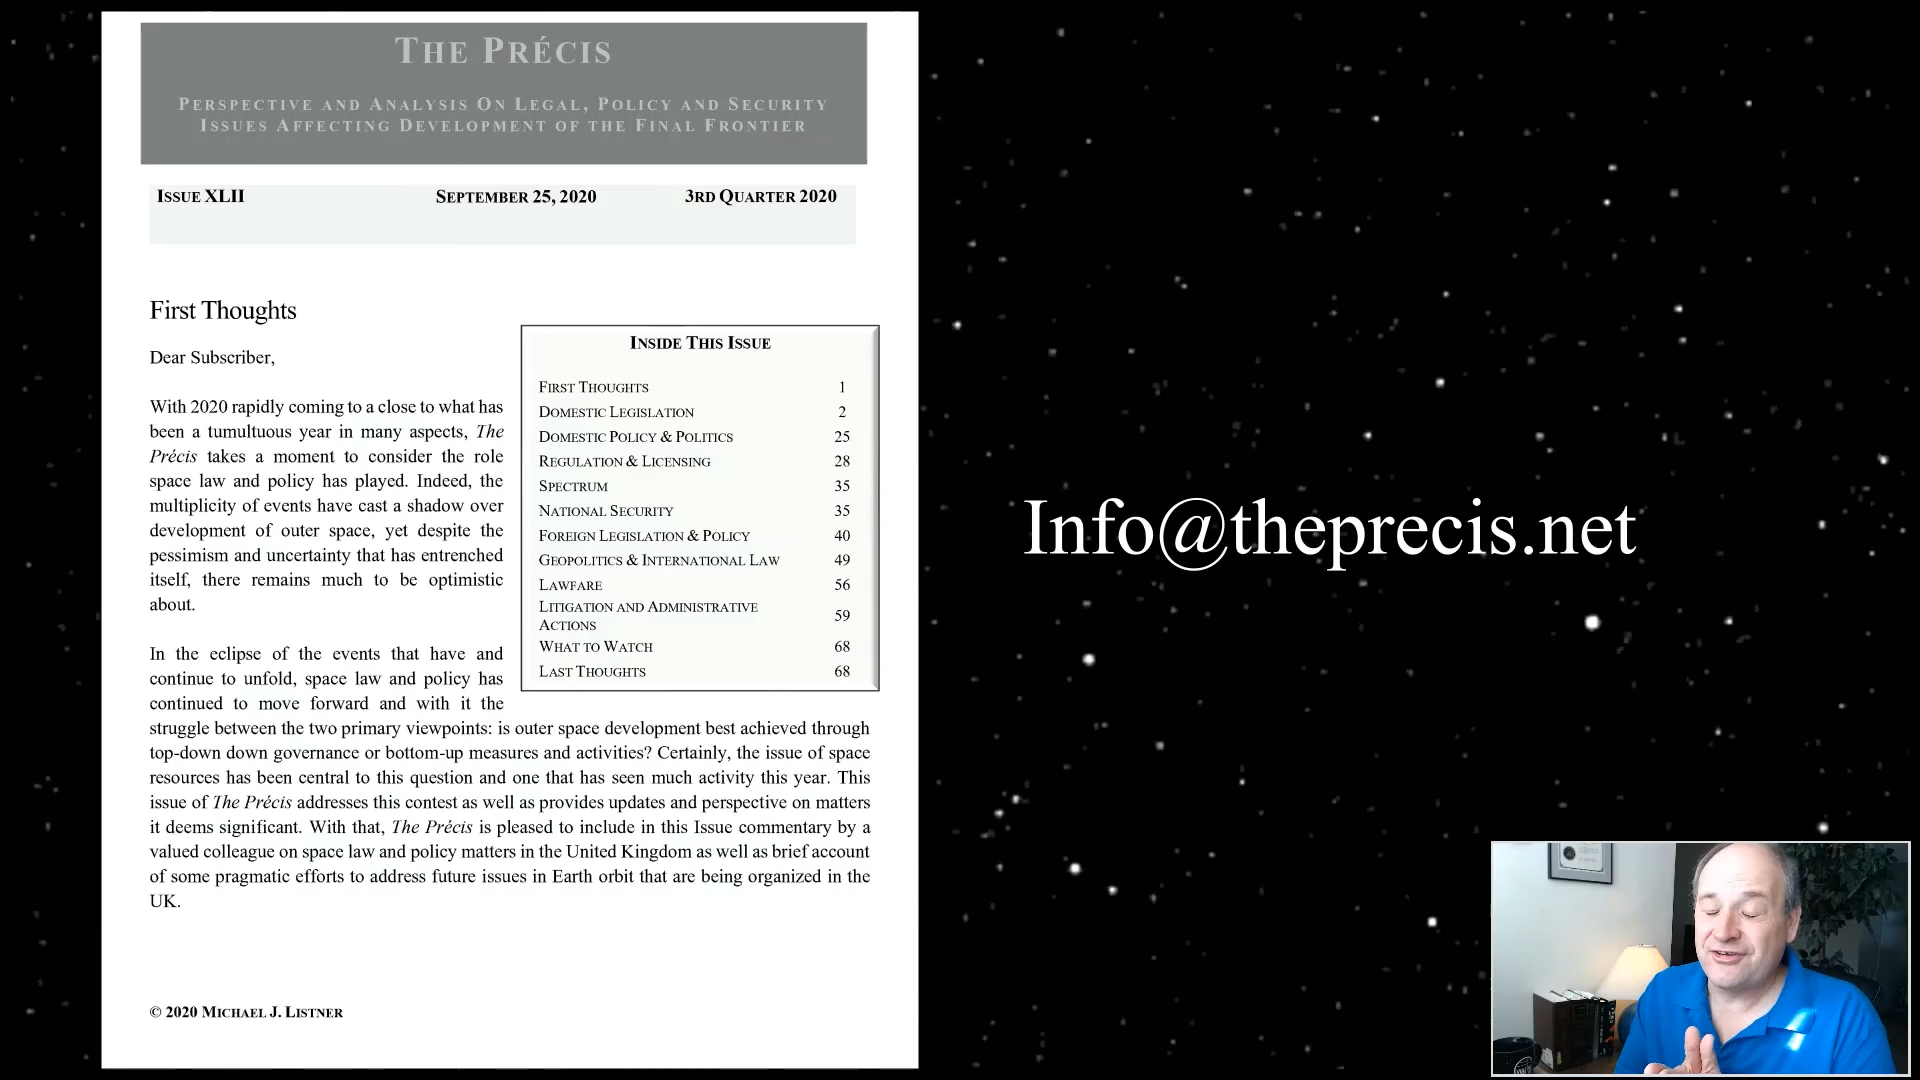 THE PRÉCIS
PERSPECTIVE AND ANALYSIS ON LEGAL, POLICY AND SECURITY
ISSUES AFFECTING DEVELOPMENT OF THE FINAL FRONTIER
ISSUE XLII SEPTEMBER 25, 2020 3RD QUARTER 2020
First Thoughts
Dear Subscriber,
With 2020 rapidly coming to a close to what has
been a tumultuous year in many aspects, The
Précis takes a moment to consider the role
space law and policy has played. Indeed, the
multiplicity of events have cast a shadow over
development of outer space, yet despite the
pessimism and uncertainty that has entrenched
itself, there remains much to be optimistic
about.
In the eclipse of the events that have and
continue to unfold, space law and policy has
continued to move forward and with it the
struggle between the two primary viewpoints: is outer space development best achieved through
top-down down governance or bottom-up measures and activities? Certainly, the issue of space
resources has been central to this question and one that has seen much activity this year. This
issue of The Précis addresses this contest as well as provides updates and perspective on matters
it deems significant. With that, The Précis is pleased to include in this Issue commentary by a
valued colleague on space law and policy matters in the United Kingdom as well as brief account
of some pragmatic efforts to address future issues in Earth orbit that are being organized in the
UK.
INSIDE THIS ISSUE
FIRST THOUGHTS 1
DOMESTIC LEGISLATION 2
DOMESTIC POLICY & POLITICS 25
REGULATION & LICENSING 28
SPECTRUM 35
NATIONAL SECURITY 35
FOREIGN LEGISLATION & POLICY 40
GEOPOLITICS & INTERNATIONAL LAW 49
LAWFARE 56
LITIGATION AND ADMINISTRATIVE
ACTIONS 59
WHAT TO WATCH 68
LAST THOUGHTS 68
© 2020 MICHAEL J. LISTNER
Info@theprecis.net